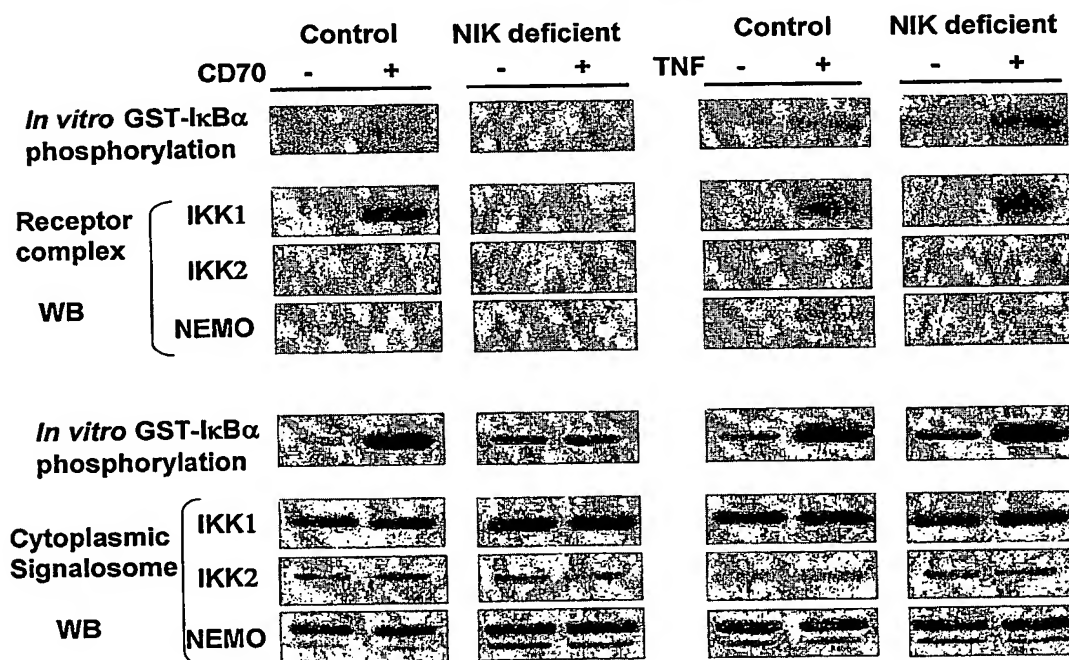 Control NIK deficient Control NIK deficient
CD70 - + - + TNF - + - +
In vitro GST-IκBα
phosphorylation
Receptor
complex
WB
IKK1
IKK2
NEMO
In vitro GST-IκBα
phosphorylation
Cytoplasmic
Signalosome
WB
IKK1
IKK2
NEMO